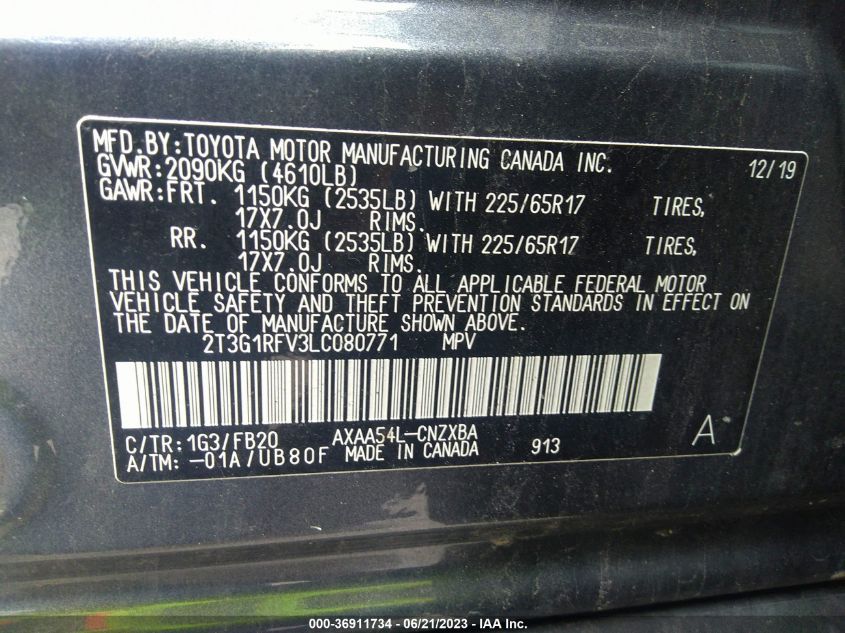 MFD.BY:TOYOTA MOTOR MANUFACTURING CANADA INC. 12/19
GVWR:2090KG (4610LB)
GAWR:FRT. 1150KG (2535LB) WITH 225/65R17 TIRES,
17X7.0J RIMS.
RR. 1150KG (2535LB) WITH 225/65R17 TIRES,
17X7.0J RIMS.
THIS VEHICLE CONFORMS TO ALL APPLICABLE FEDERAL MOTOR
VEHICLE SAFETY AND THEFT PREVENTION STANDARDS IN EFFECT ON
THE DATE OF MANUFACTURE SHOWN ABOVE.
2T3G1RFV3LC080771 MPV
C/TR: 1G3/FB20 AXAA54L-CNZXBA A
A/TM: -01A/UB80F MADE IN CANADA 913
000-36911734 - 06/21/2023 - IAA Inc.